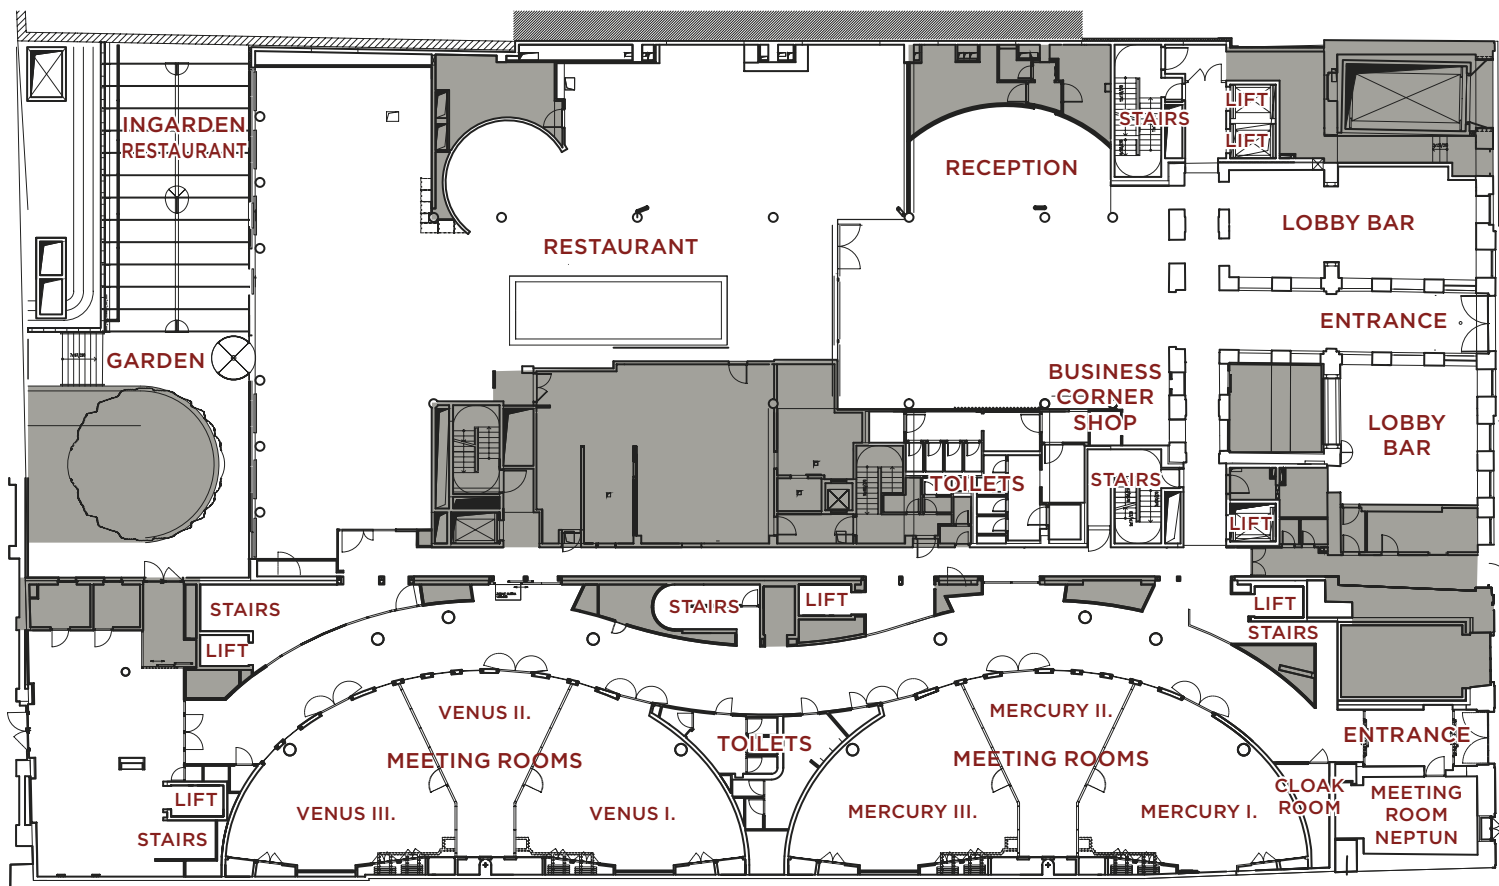 LIFT
STAIRS
LIFT
INGARDEN
RESTAURANT
RECEPTION
LOBBY BAR
RESTAURANT
ENTRANCE
GARDEN
BUSINESS
CORNER
SHOP
LOBBY
BAR
TOILETS
STAIRS
LIFT
STAIRS
STAIRS
LIFT
LIFT
STAIRS
LIFT
VENUS II.
MERCURY II.
MEETING ROOMS
TOILETS
MEETING ROOMS
ENTRANCE
CLOAK
ROOM
MEETING
ROOM
NEPTUN
LIFT
VENUS III.
VENUS I.
MERCURY III.
MERCURY I.
STAIRS